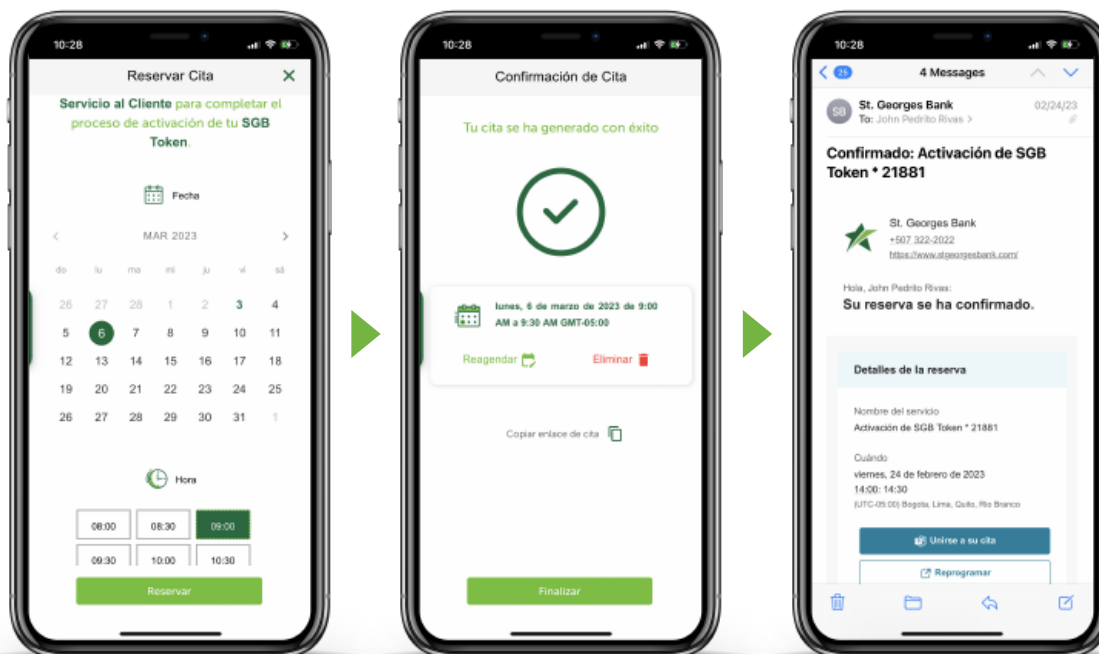 10:28
Reservar Cita
Servicio al Cliente para completar el
proceso de activación de tu SGB
Token.
Fecha
MAR 2023
do lu ma mi ju vi sá
26 27 28 1 2 3 4
5 6 7 8 9 10 11
12 13 14 15 16 17 18
19 20 21 22 23 24 25
26 27 28 29 30 31 1
Hora
08:00 08:30 09:00
09:30 10:00 10:30
Reservar
10:28
Confirmación de Cita
Tu cita se ha generado con éxito
lunes, 6 de marzo de 2023 de 9:00
AM a 9:30 AM GMT-05:00
Reagendar Eliminar
Copiar enlace de cita
Finalizar
10:28
25 4 Messages
SB St. Georges Bank 02/24/23
To: John Pedrito Rivas >
Confirmado: Activación de SGB
Token * 21881
St. Georges Bank
+507 322-2022
https://www.stgeorgesbank.com/
Hola, John Pedrito Rivas:
Su reserva se ha confirmado.
Detalles de la reserva
Nombre del servicio
Activación de SGB Token * 21881
Cuándo
viernes, 24 de febrero de 2023
14:00: 14:30
(UTC-05:00) Bogota, Lima, Quito, Rio Branco
Unirse a su cita
Reprogramar